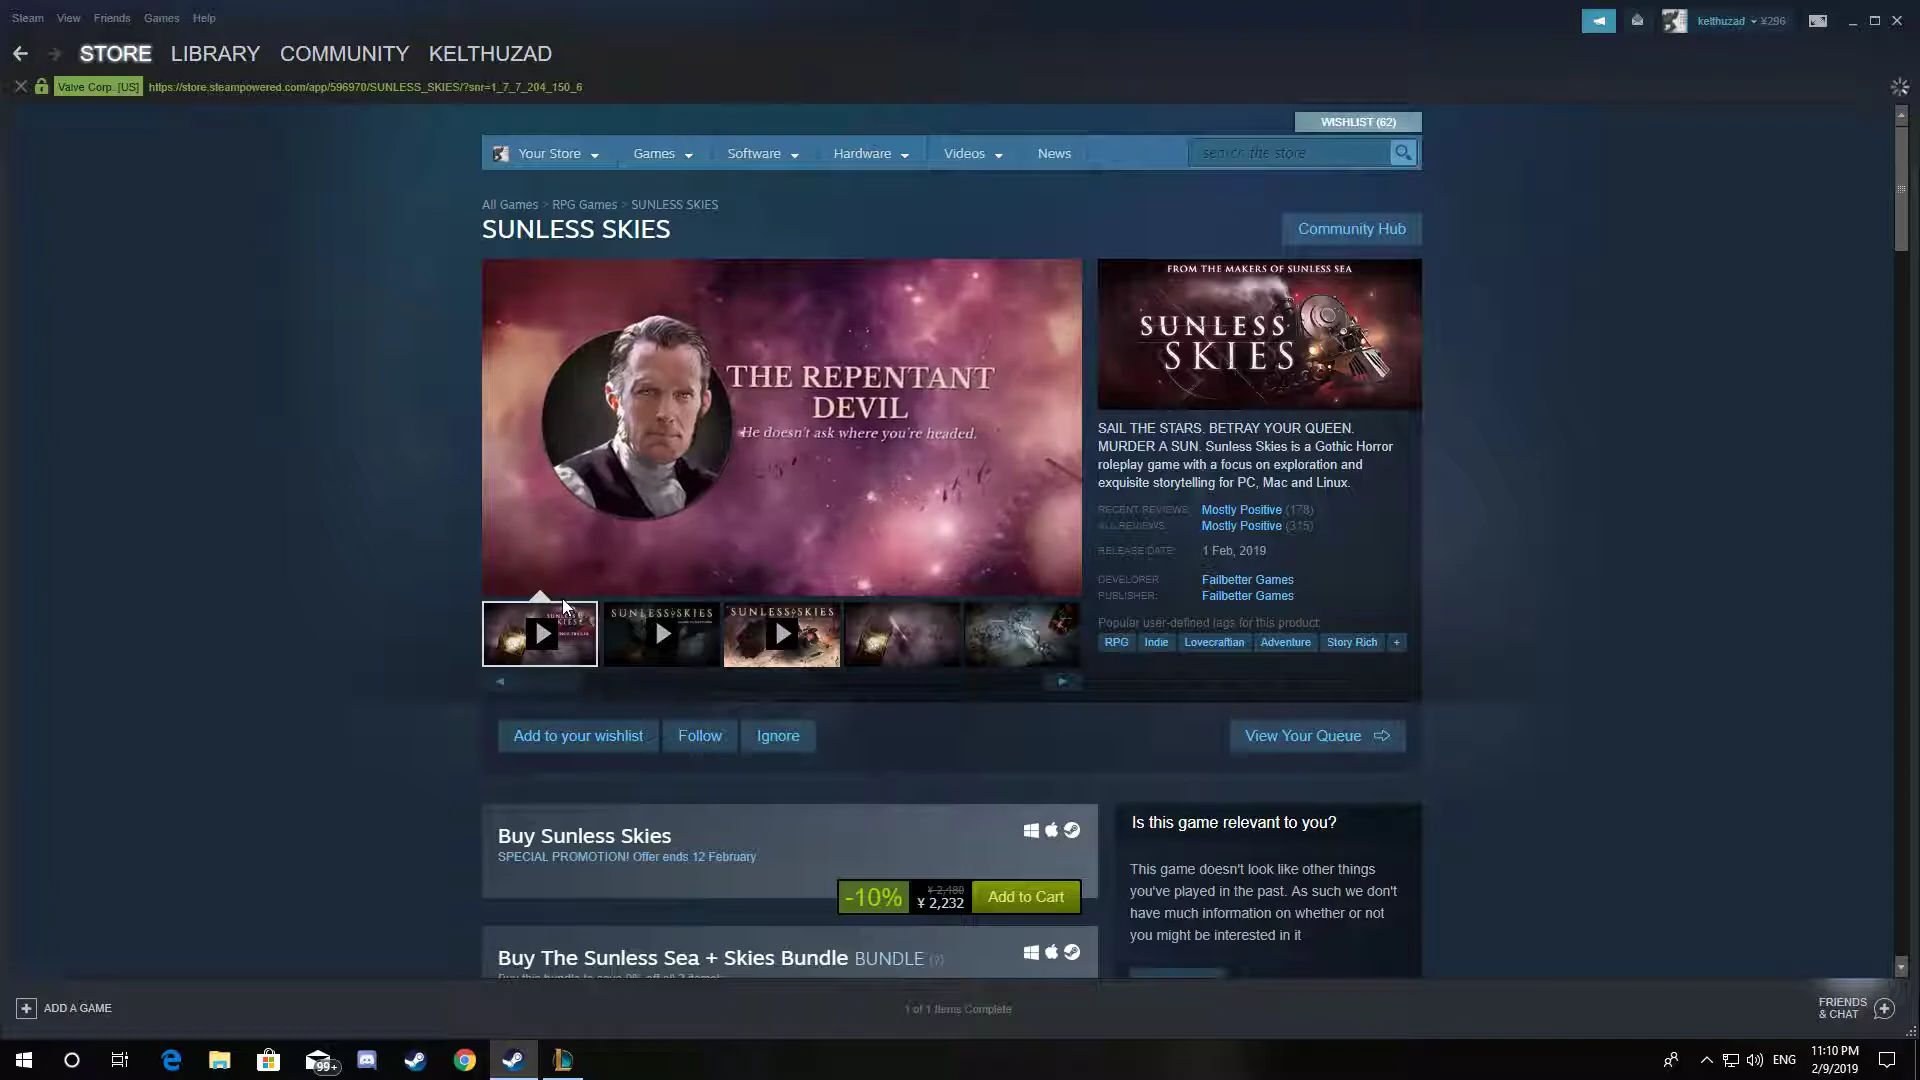 Steam View Friends Games Help
kelthuzad ¥296
STORE LIBRARY COMMUNITY KELTHUZAD
Valve Corp. [US] https://store.steampowered.com/app/596970/SUNLESS_SKIES/?snr=1_7_7_204_150_6
WISHLIST (62)
Your Store Games Software Hardware Videos News search the store
All Games > RPG Games > SUNLESS SKIES
SUNLESS SKIES
Community Hub
THE REPENTANT
DEVIL
He doesn't ask where you're headed.
FROM THE MAKERS OF SUNLESS SEA
SUNLESS
SKIES
SAIL THE STARS. BETRAY YOUR QUEEN.
MURDER A SUN. Sunless Skies is a Gothic Horror
roleplay game with a focus on exploration and
exquisite storytelling for PC, Mac and Linux.
RECENT REVIEWS: Mostly Positive (178)
ALL REVIEWS: Mostly Positive (315)
RELEASE DATE: 1 Feb, 2019
DEVELOPER: Failbetter Games
PUBLISHER: Failbetter Games
Popular user-defined tags for this product:
RPG Indie Lovecraftian Adventure Story Rich +
SUNLESS SKIES
SUNLESS SKIES
Add to your wishlist Follow Ignore
View Your Queue
Buy Sunless Skies
SPECIAL PROMOTION! Offer ends 12 February
-10% ¥ 2,480 ¥ 2,232 Add to Cart
Buy The Sunless Sea + Skies Bundle BUNDLE (?)
Is this game relevant to you?
This game doesn't look like other things
you've played in the past. As such we don't
have much information on whether or not
you might be interested in it
ADD A GAME
1 of 1 Items Complete
FRIENDS
& CHAT
99+
ENG
11:10 PM
2/9/2019